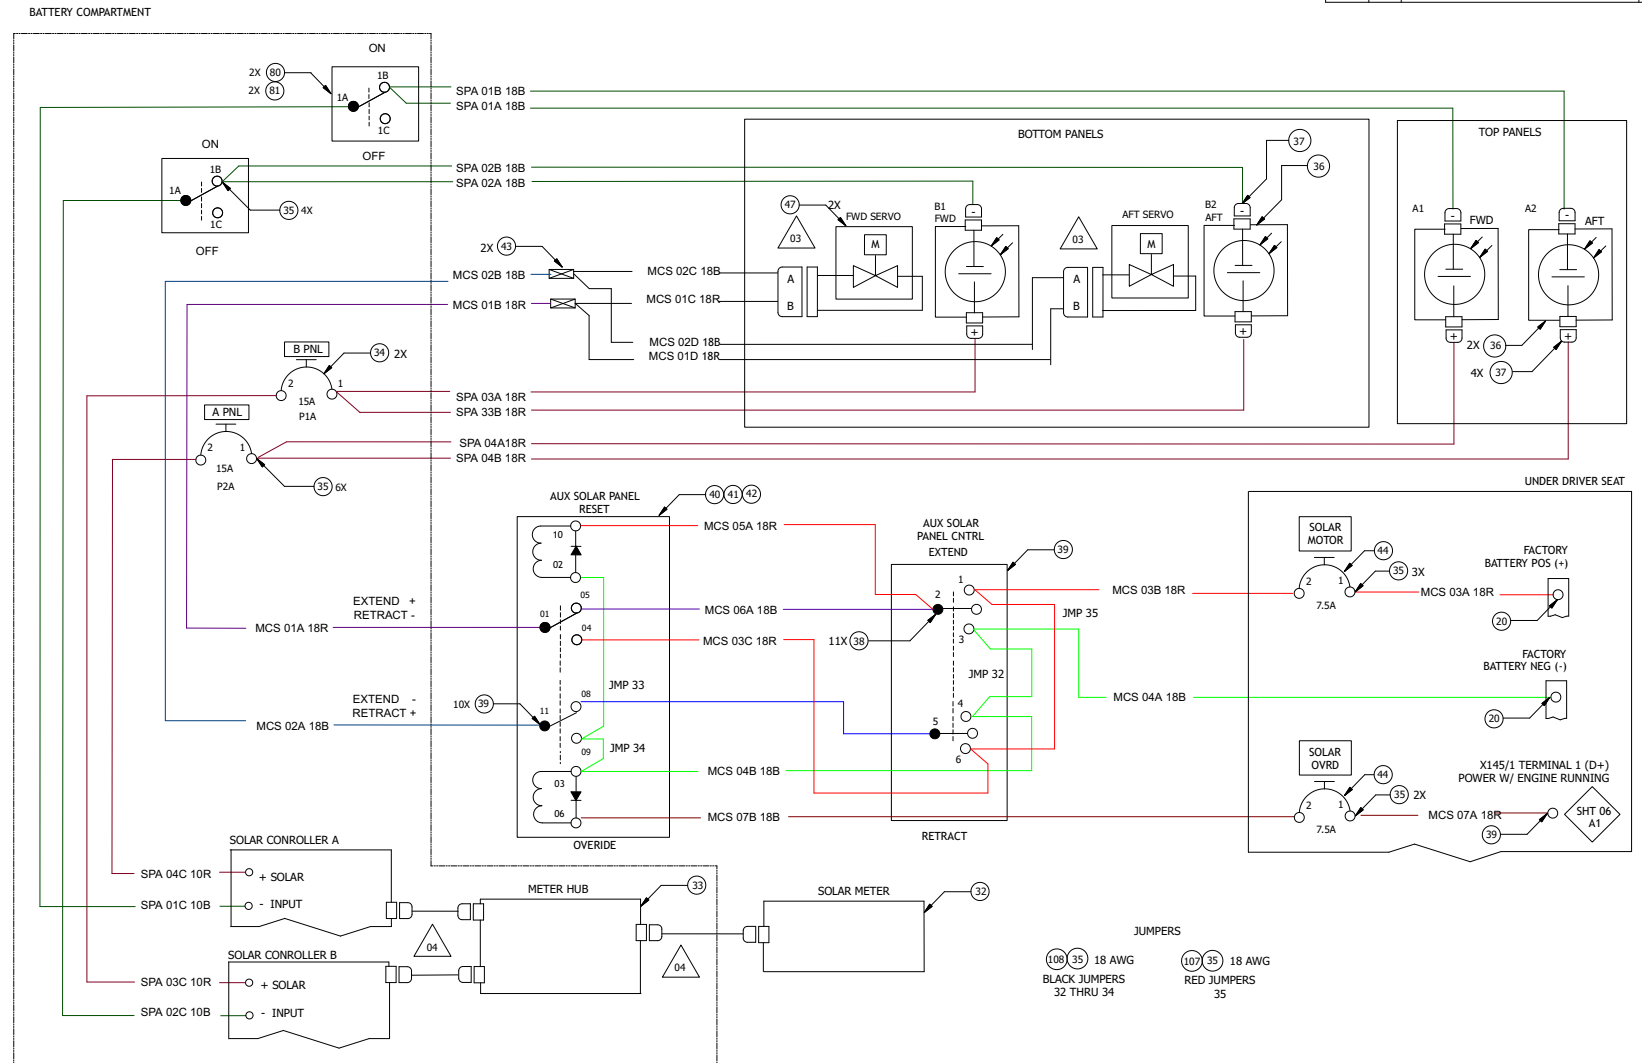 BATTERY COMPARTMENT
ON
2X 80
2X 81
1B
1A
1C
OFF
SPA 01B 18B
SPA 01A 18B
ON
1B
1A
1C
OFF
35 4X
SPA 02B 18B
SPA 02A 18B
BOTTOM PANELS
37
36
47 2X
03
FWD SERVO
M
A
B
B1
FWD
-
+
03
AFT SERVO
M
A
B
B2
AFT
-
+
TOP PANELS
A1
-
FWD
+
A2
-
AFT
+
2X 36
4X 37
2X 43
MCS 02B 18B
MCS 01B 18R
MCS 02C 18B
MCS 01C 18R
MCS 02D 18B
MCS 01D 18R
B PNL
34 2X
2
1
15A
P1A
SPA 03A 18R
SPA 33B 18R
A PNL
2
1
15A
P2A
35 6X
SPA 04A18R
SPA 04B 18R
AUX SOLAR PANEL
RESET
40 41 42
10
02
05
01
04
JMP 33
08
11
09
JMP 34
03
06
OVERIDE
EXTEND +
RETRACT -
MCS 01A 18R
EXTEND -
RETRACT +
MCS 02A 18B
10X 39
MCS 05A 18R
MCS 06A 18B
MCS 03C 18R
MCS 04B 18B
MCS 07B 18B
AUX SOLAR
PANEL CNTRL
EXTEND
39
1
2
3
11X 38
JMP 35
JMP 32
4
5
6
RETRACT
MCS 03B 18R
MCS 04A 18B
UNDER DRIVER SEAT
SOLAR
MOTOR
44
35 3X
2
1
7.5A
MCS 03A 18R
FACTORY
BATTERY POS (+)
20
FACTORY
BATTERY NEG (-)
20
SOLAR
OVRD
44
35 2X
2
1
7.5A
MCS 07A 18R
X145/1 TERMINAL 1 (D+)
POWER W/ ENGINE RUNNING
SHT 06
A1
39
SOLAR CONROLLER A
SPA 04C 10R
+ SOLAR
SPA 01C 10B
- INPUT
SOLAR CONROLLER B
SPA 03C 10R
+ SOLAR
SPA 02C 10B
- INPUT
04
METER HUB
33
04
SOLAR METER
32
JUMPERS
108 35 18 AWG
BLACK JUMPERS
32 THRU 34
107 35 18 AWG
RED JUMPERS
35